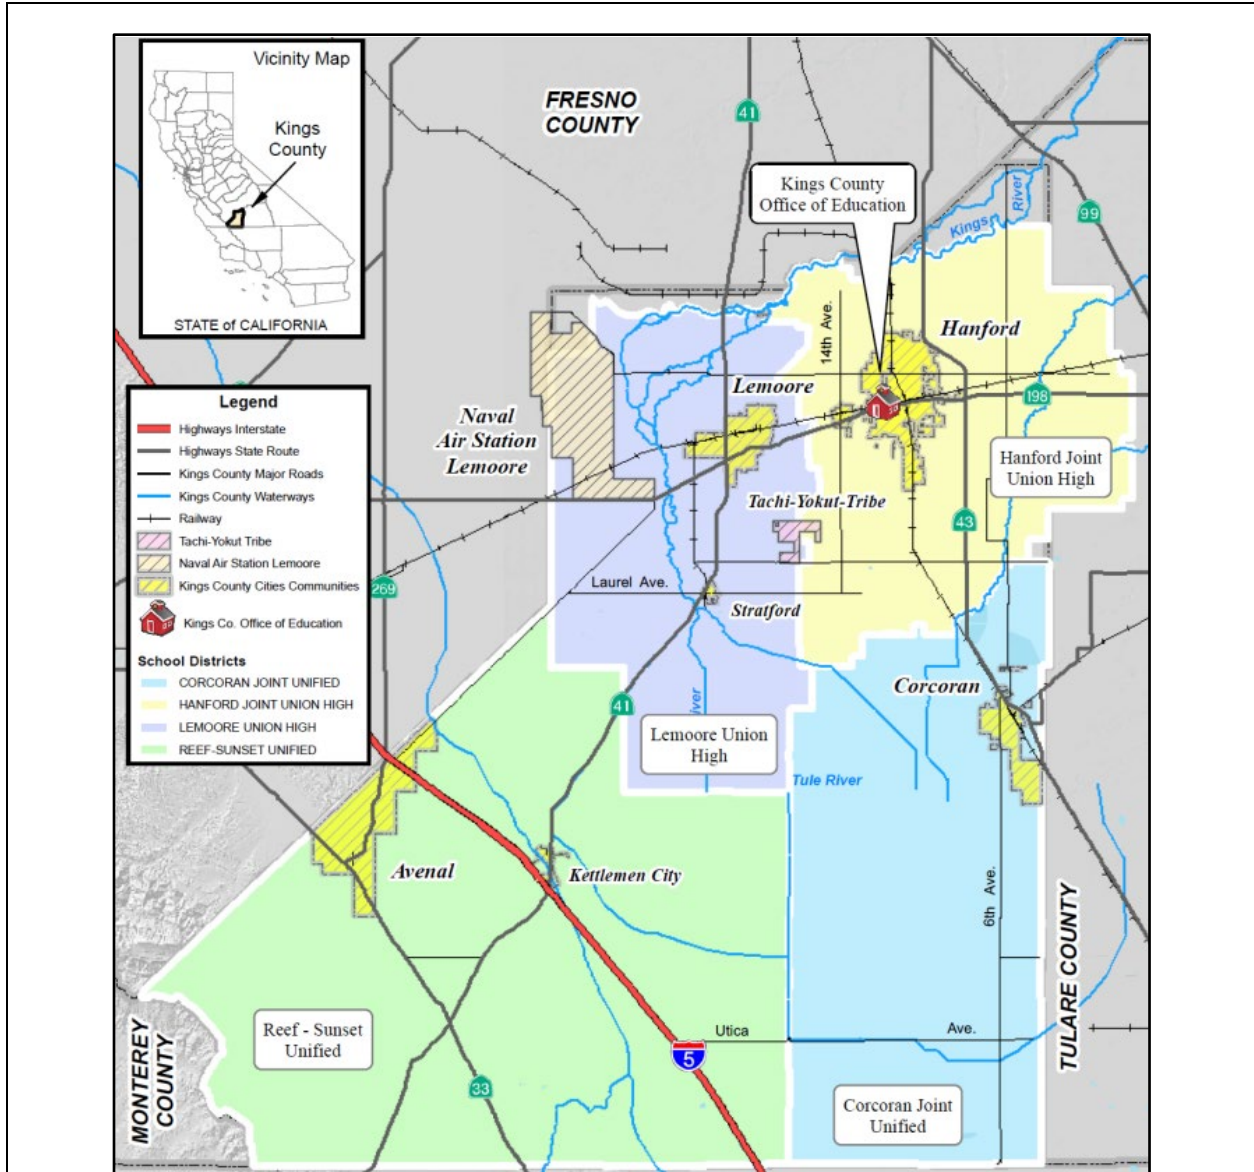 Vicinity Map
Kings
County
STATE of CALIFORNIA
FRESNO
COUNTY
41
Kings County
Office of Education
Kings
River
99
14th Ave.
Hanford
Lemoore
198
Naval
Air Station
Lemoore
Hanford Joint
Union High
Tachi-Yokut-Tribe
43
Legend
Highways Interstate
Highways State Route
Kings County Major Roads
Kings County Waterways
Railway
Tachi-Yokut Tribe
Naval Air Station Lemoore
Kings County Cities Communities
Kings Co. Office of Education
School Districts
CORCORAN JOINT UNIFIED
HANFORD JOINT UNION HIGH
LEMOORE UNION HIGH
REEF-SUNSET UNIFIED
269
Laurel Ave.
Stratford
Corcoran
41
iver
Lemoore Union
High
Tule River
Avenal
Kettlemen City
6th Ave.
TULARE COUNTY
Reef - Sunset
Unified
Utica
Ave.
5
MONTEREY
COUNTY
33
Corcoran Joint
Unified